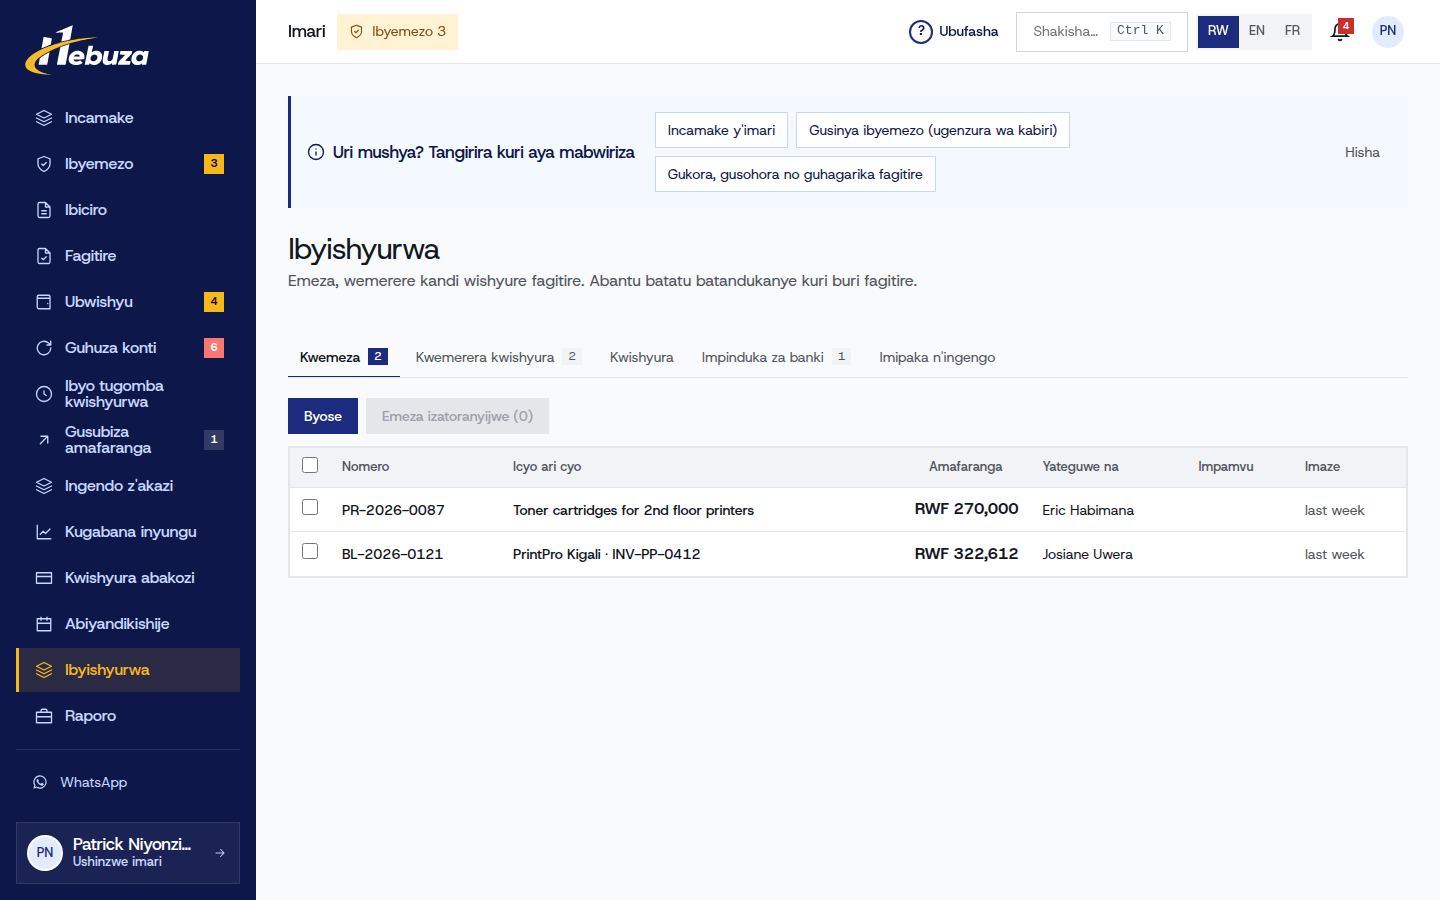 Hebuza
Incamake
Ibyemezo 3
Ibiciro
Fagitire
Ubwishyu 4
Guhuza konti 6
Ibyo tugomba
kwishyurwa
Gusubiza
amafaranga 1
Ingendo z'akazi
Kugabana inyungu
Kwishyura abakozi
Abiyandikishije
Ibyishyurwa
Raporo
WhatsApp
PN Patrick Niyonzi...
Ushinzwe imari
Imari Ibyemezo 3 ? Ubufasha Shakisha... Ctrl K RW EN FR 4 PN
Uri mushya? Tangirira kuri aya mabwiriza
Incamake y'imari Gusinya ibyemezo (ugenzura wa kabiri)
Gukora, gusohora no guhagarika fagitire
Hisha
Ibyishyurwa
Emeza, wemerere kandi wishyure fagitire. Abantu batatu batandukanye kuri buri fagitire.
Kwemeza 2 Kwemerera kwishyura 2 Kwishyura Impinduka za banki 1 Imipaka n'ingengo
Byose Emeza izatoranyijwe (0)
Nomero Icyo ari cyo Amafaranga Yateguwe na Impamvu Imaze
PR-2026-0087 Toner cartridges for 2nd floor printers RWF 270,000 Eric Habimana last week
BL-2026-0121 PrintPro Kigali · INV-PP-0412 RWF 322,612 Josiane Uwera last week